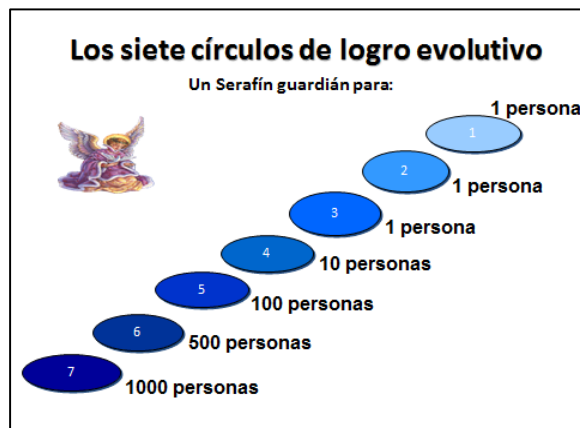 Los siete círculos de logro evolutivo
Un Serafín guardián para:
1 persona
1
2
1 persona
3
1 persona
4
10 personas
5
100 personas
6
500 personas
7
1000 personas